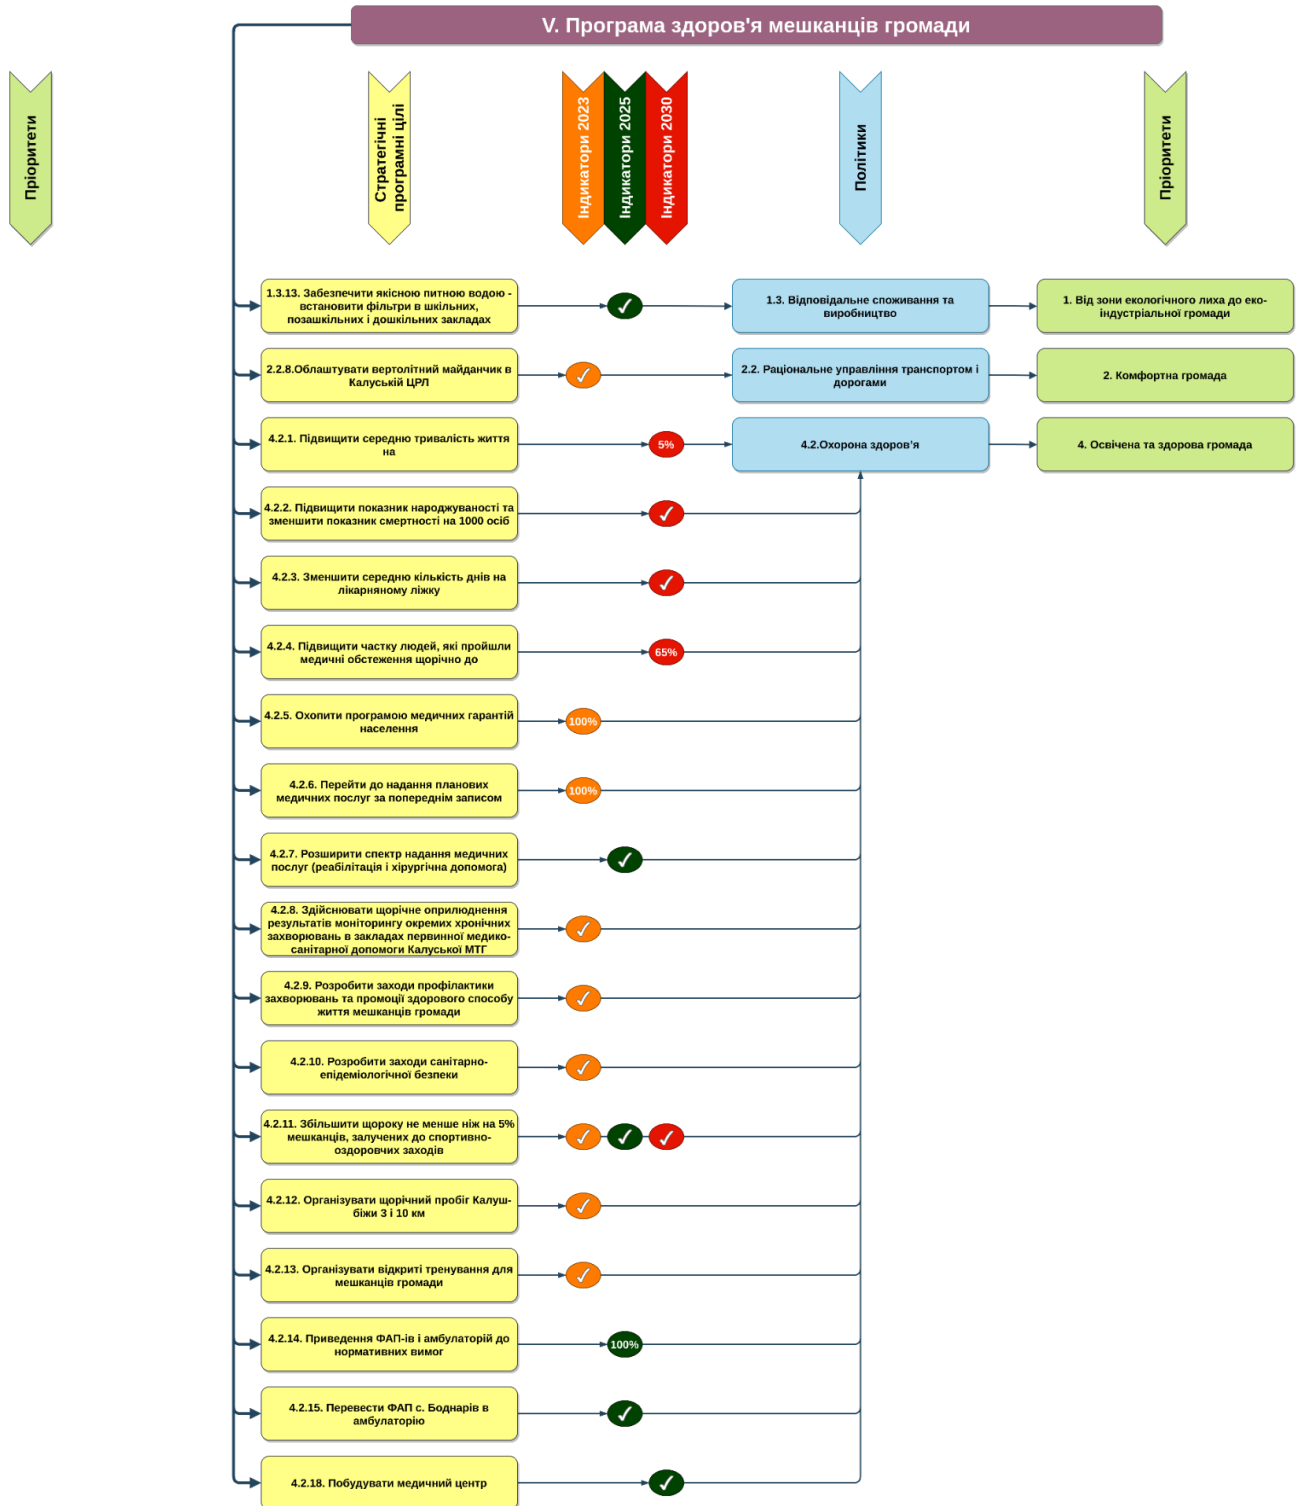 V. Програма здоров'я мешканців громади
Пріоритети
Стратегічні
програмні цілі
Індикатори 2023
Індикатори 2025
Індикатори 2030
Політики
Пріоритети
1.3.13. Забезпечити якісною питною водою -
встановити фільтри в шкільних,
позашкільних і дошкільних закладах
1.3. Відповідальне споживання та
виробництво
1. Від зони екологічного лиха до еко-
індустріальної громади
2.2.8.Облаштувати вертолітний майданчик в
Калуській ЦРЛ
2.2. Раціональне управління транспортом і
дорогами
2. Комфортна громада
4.2.1. Підвищити середню тривалість життя
на
5%
4.2.Охорона здоров’я
4. Освічена та здорова громада
4.2.2. Підвищити показник народжуваності та
зменшити показник смертності на 1000 осіб
4.2.3. Зменшити середню кількість днів на
лікарняному ліжку
4.2.4. Підвищити частку людей, які пройшли
медичні обстеження щорічно до
65%
4.2.5. Охопити програмою медичних гарантій
населення
100%
4.2.6. Перейти до надання планових
медичних послуг за попереднім записом
100%
4.2.7. Розширити спектр надання медичних
послуг (реабілітація і хірургічна допомога)
4.2.8. Здійснювати щорічне оприлюднення
результатів моніторингу окремих хронічних
захворювань в закладах первинної медико-
санітарної допомоги Калуської МТГ
4.2.9. Розробити заходи профілактики
захворювань та промоції здорового способу
життя мешканців громади
4.2.10. Розробити заходи санітарно-
епідеміологічної безпеки
4.2.11. Збільшити щороку не менше ніж на 5%
мешканців, залучених до спортивно-
оздоровчих заходів
4.2.12. Організувати щорічний пробіг Калуш-
біжи 3 і 10 км
4.2.13. Організувати відкриті тренування для
мешканців громади
4.2.14. Приведення ФАП-ів і амбулаторій до
нормативних вимог
100%
4.2.15. Перевести ФАП с. Боднарів в
амбулаторію
4.2.18. Побудувати медичний центр